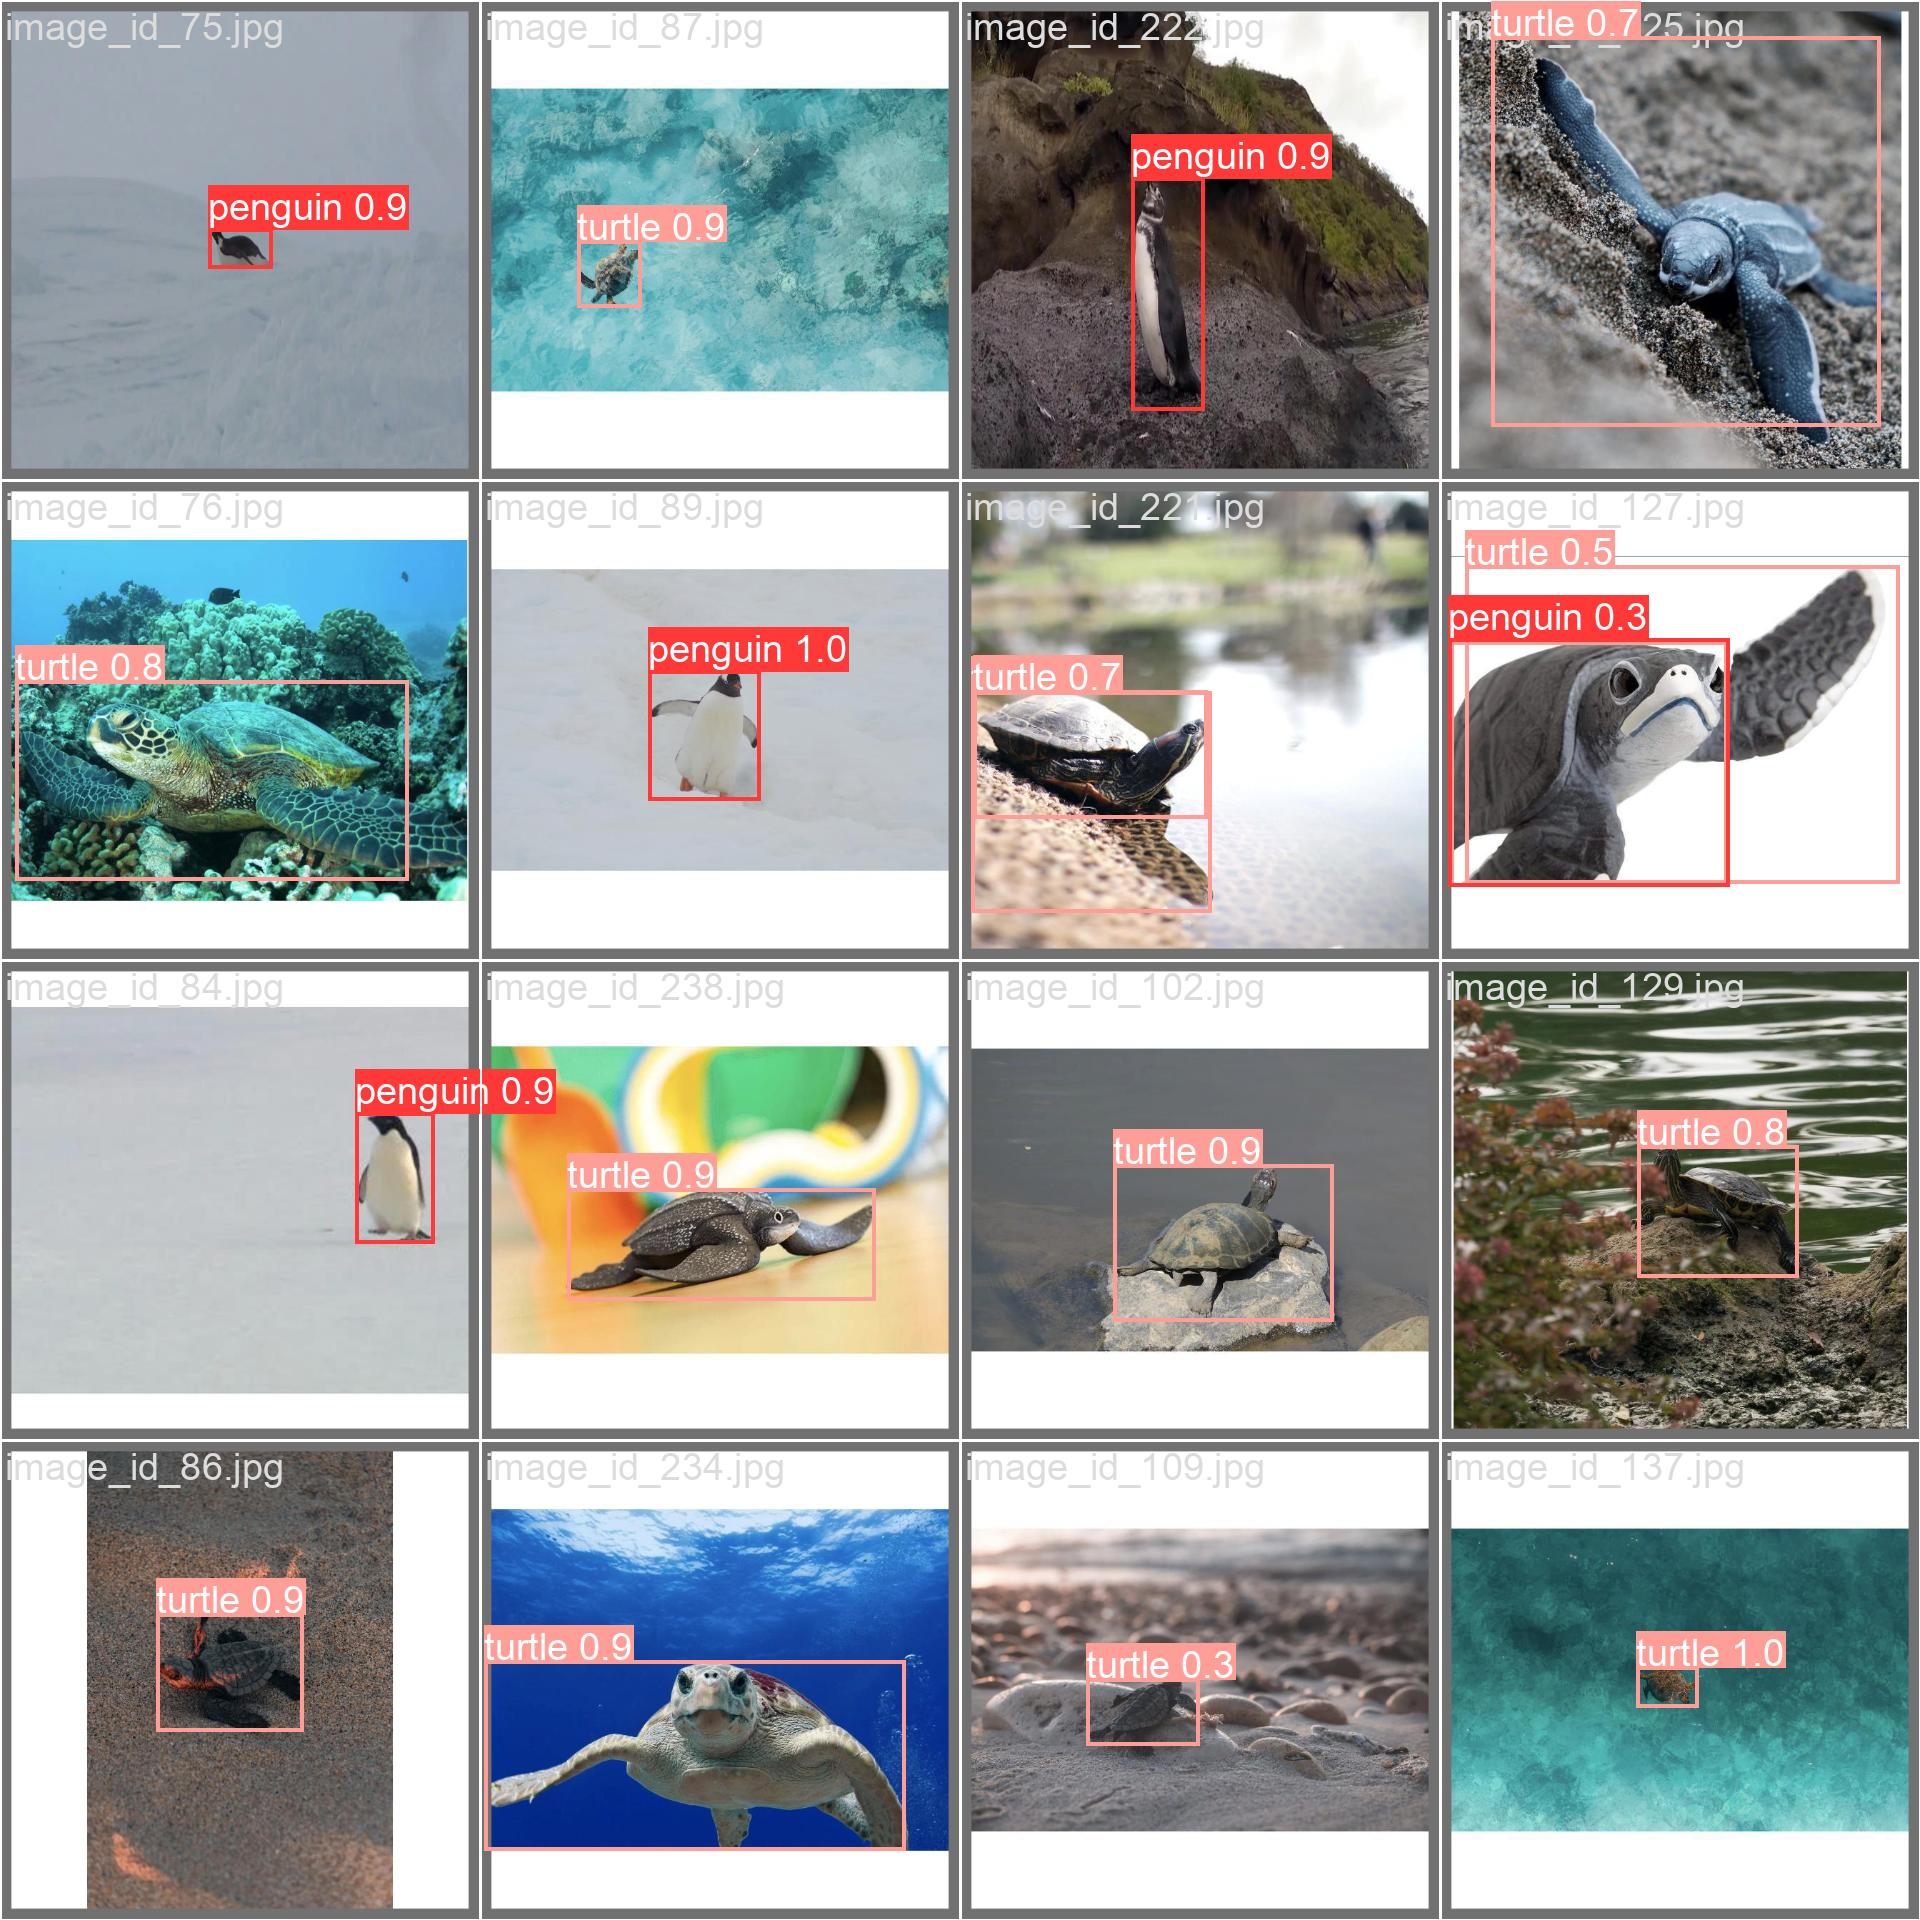 image_id_75.jpg
penguin 0.9
image_id_87.jpg
turtle 0.9
image_id_222.jpg
penguin 0.9
turtle 0.7
25.jpg
image_id_76.jpg
turtle 0.8
image_id_89.jpg
penguin 1.0
image_id_221.jpg
turtle 0.7
image_id_127.jpg
turtle 0.5
penguin 0.3
image_id_84.jpg
penguin 0.9
image_id_238.jpg
turtle 0.9
image_id_102.jpg
turtle 0.9
image_id_129.jpg
turtle 0.8
image_id_86.jpg
turtle 0.9
image_id_234.jpg
turtle 0.9
image_id_109.jpg
turtle 0.3
image_id_137.jpg
turtle 1.0